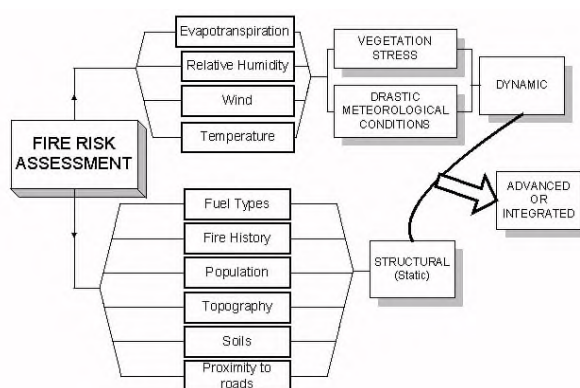 FIRE RISK
ASSESSMENT
Evapotranspiration
Relative Humidity
Wind
Temperature
VEGETATION
STRESS
DRASTIC
METEOROLOGICAL
CONDITIONS
DYNAMIC
ADVANCED
OR
INTEGRATED
Fuel Types
Fire History
Population
Topography
Soils
Proximity to
roads
STRUCTURAL
(Static)